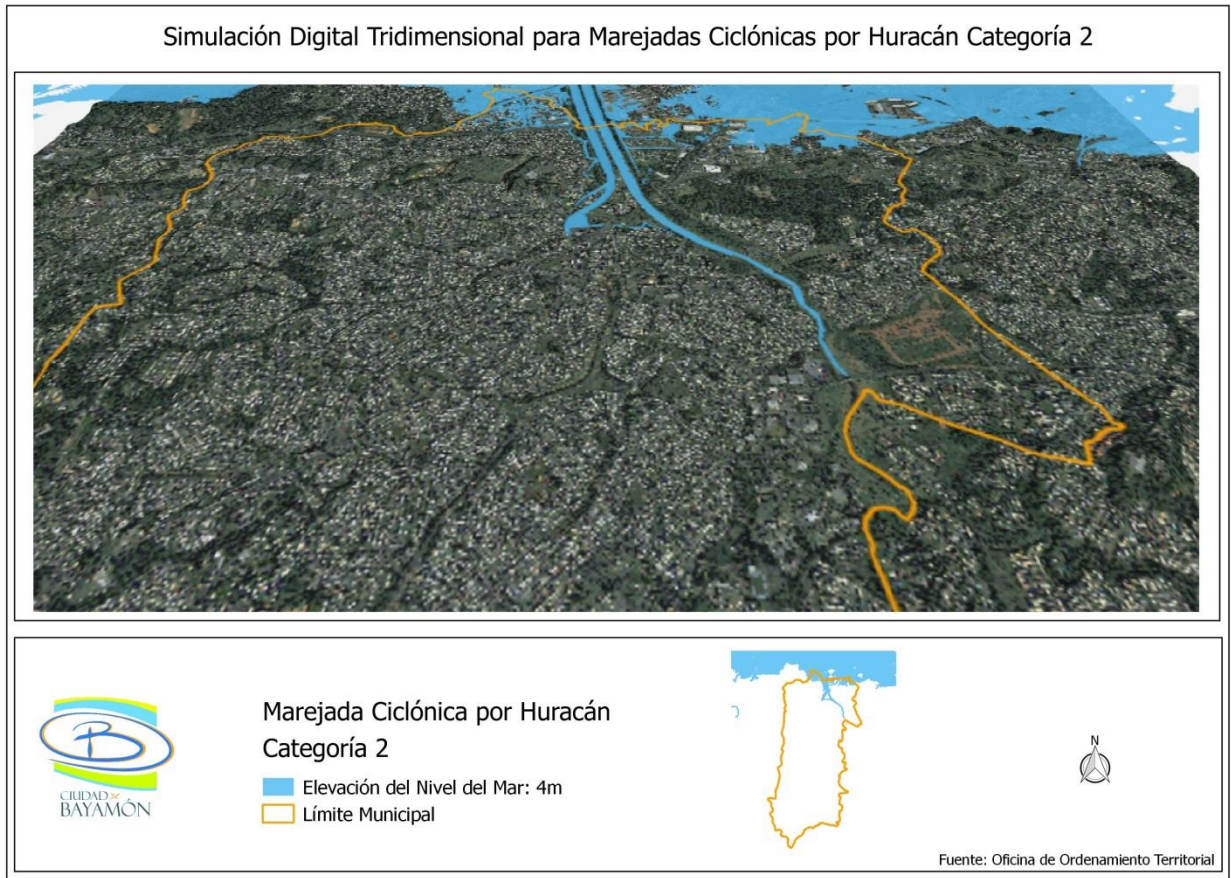 Simulación Digital Tridimensional para Marejadas Ciclónicas por Huracán Categoría 2
CIUDAD DE
BAYAMÓN
Marejada Ciclónica por Huracán
Categoría 2
Elevación del Nivel del Mar: 4m
Límite Municipal
N
Fuente: Oficina de Ordenamiento Territorial